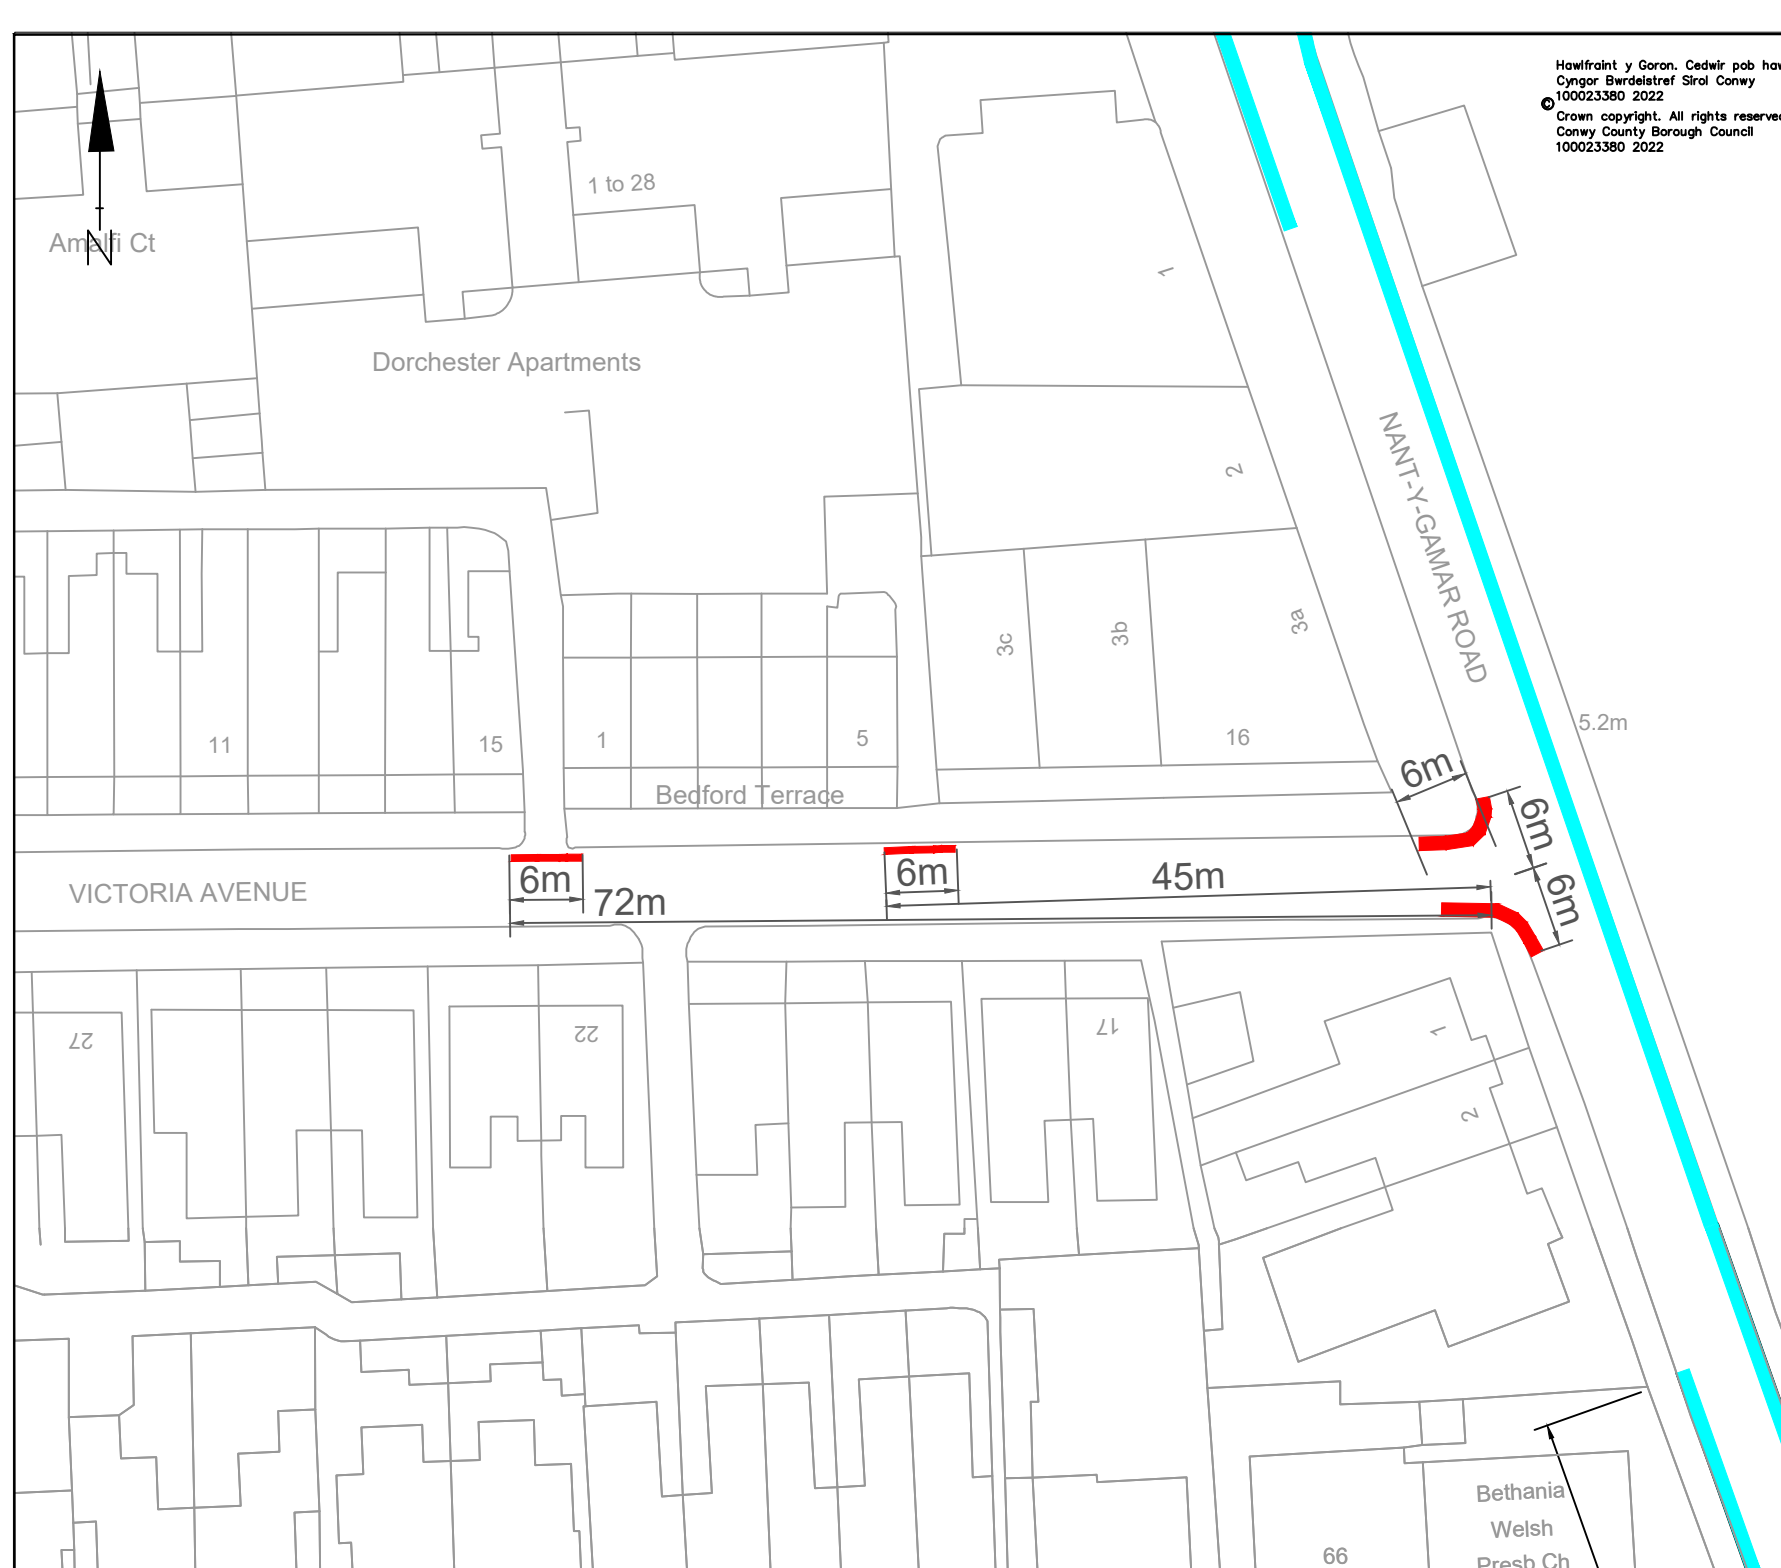 Hawlfraint y Goron. Cedwir pob
Cyngor Bwrdeistref Sirol Conwy
100023380 2022
©
Crown copyright. All rights reserved
Conwy County Borough Council
100023380 2022
1 to 28
Amalfi Ct
N
1
Dorchester Apartments
2
NANT-Y-GAMAR ROAD
3c
3b
3a
5.2m
11
15
1
5
16
Bedford Terrace
6m
6m
6m
6m
6m
45m
72m
VICTORIA AVENUE
27
22
17
1
2
Bethania
Welsh
Presb Ch
66